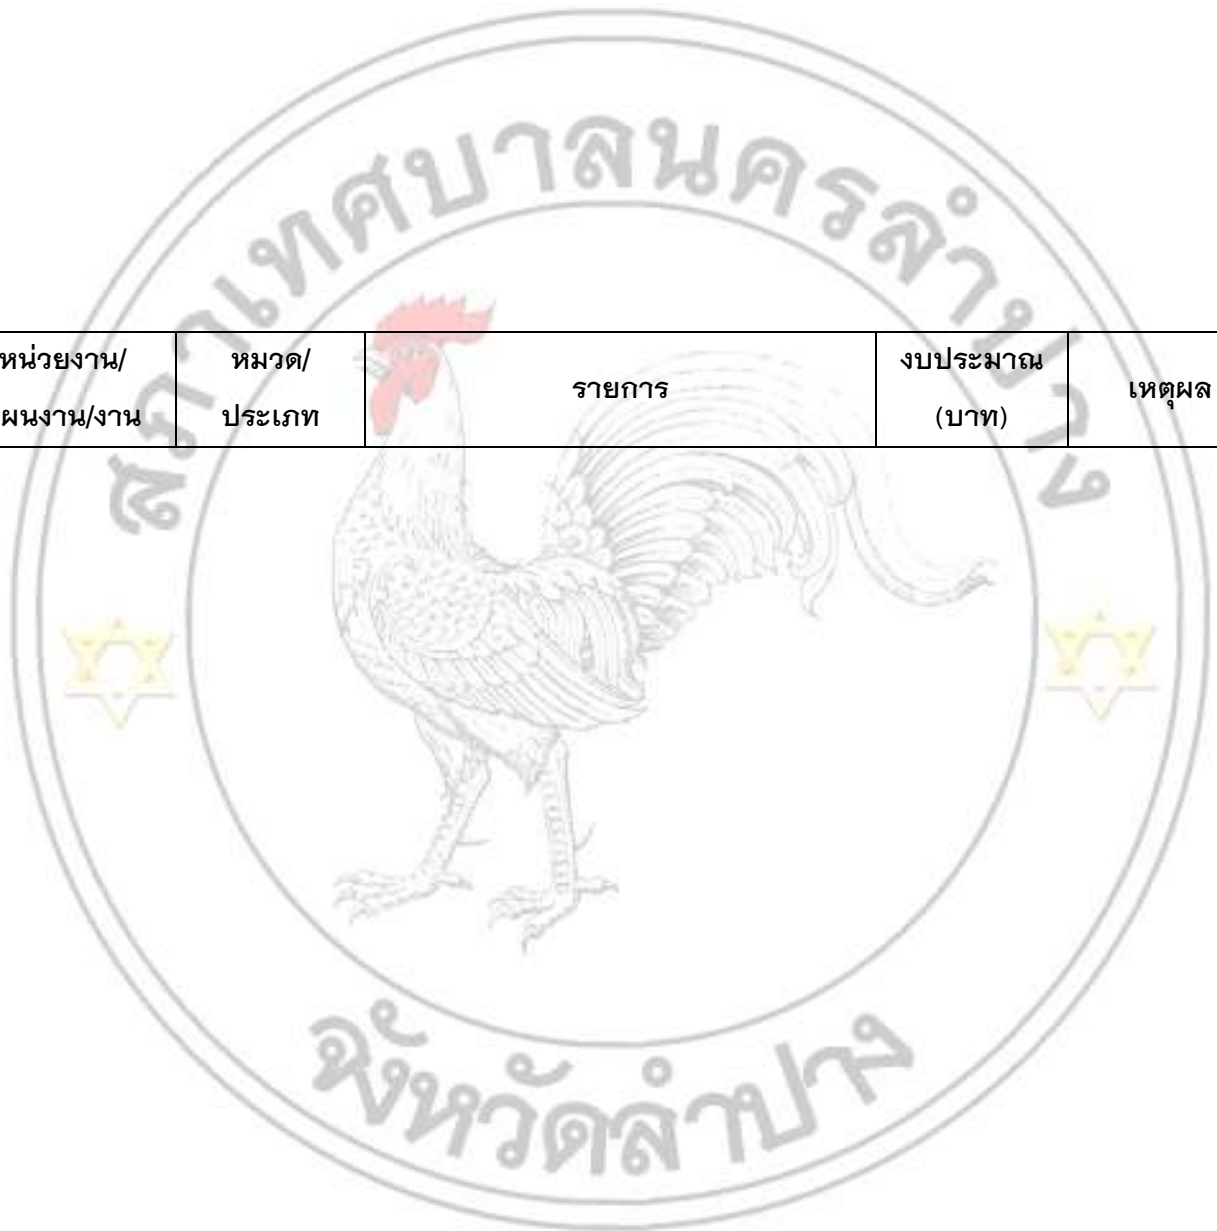 สภาเทศบาลนครลำปาง
หน่วยงาน/ หมวด/ รายการ งบประมาณ เหตุผล
ผนงาน/งาน ประเภท (บาท)
จังหวัดลำปาง